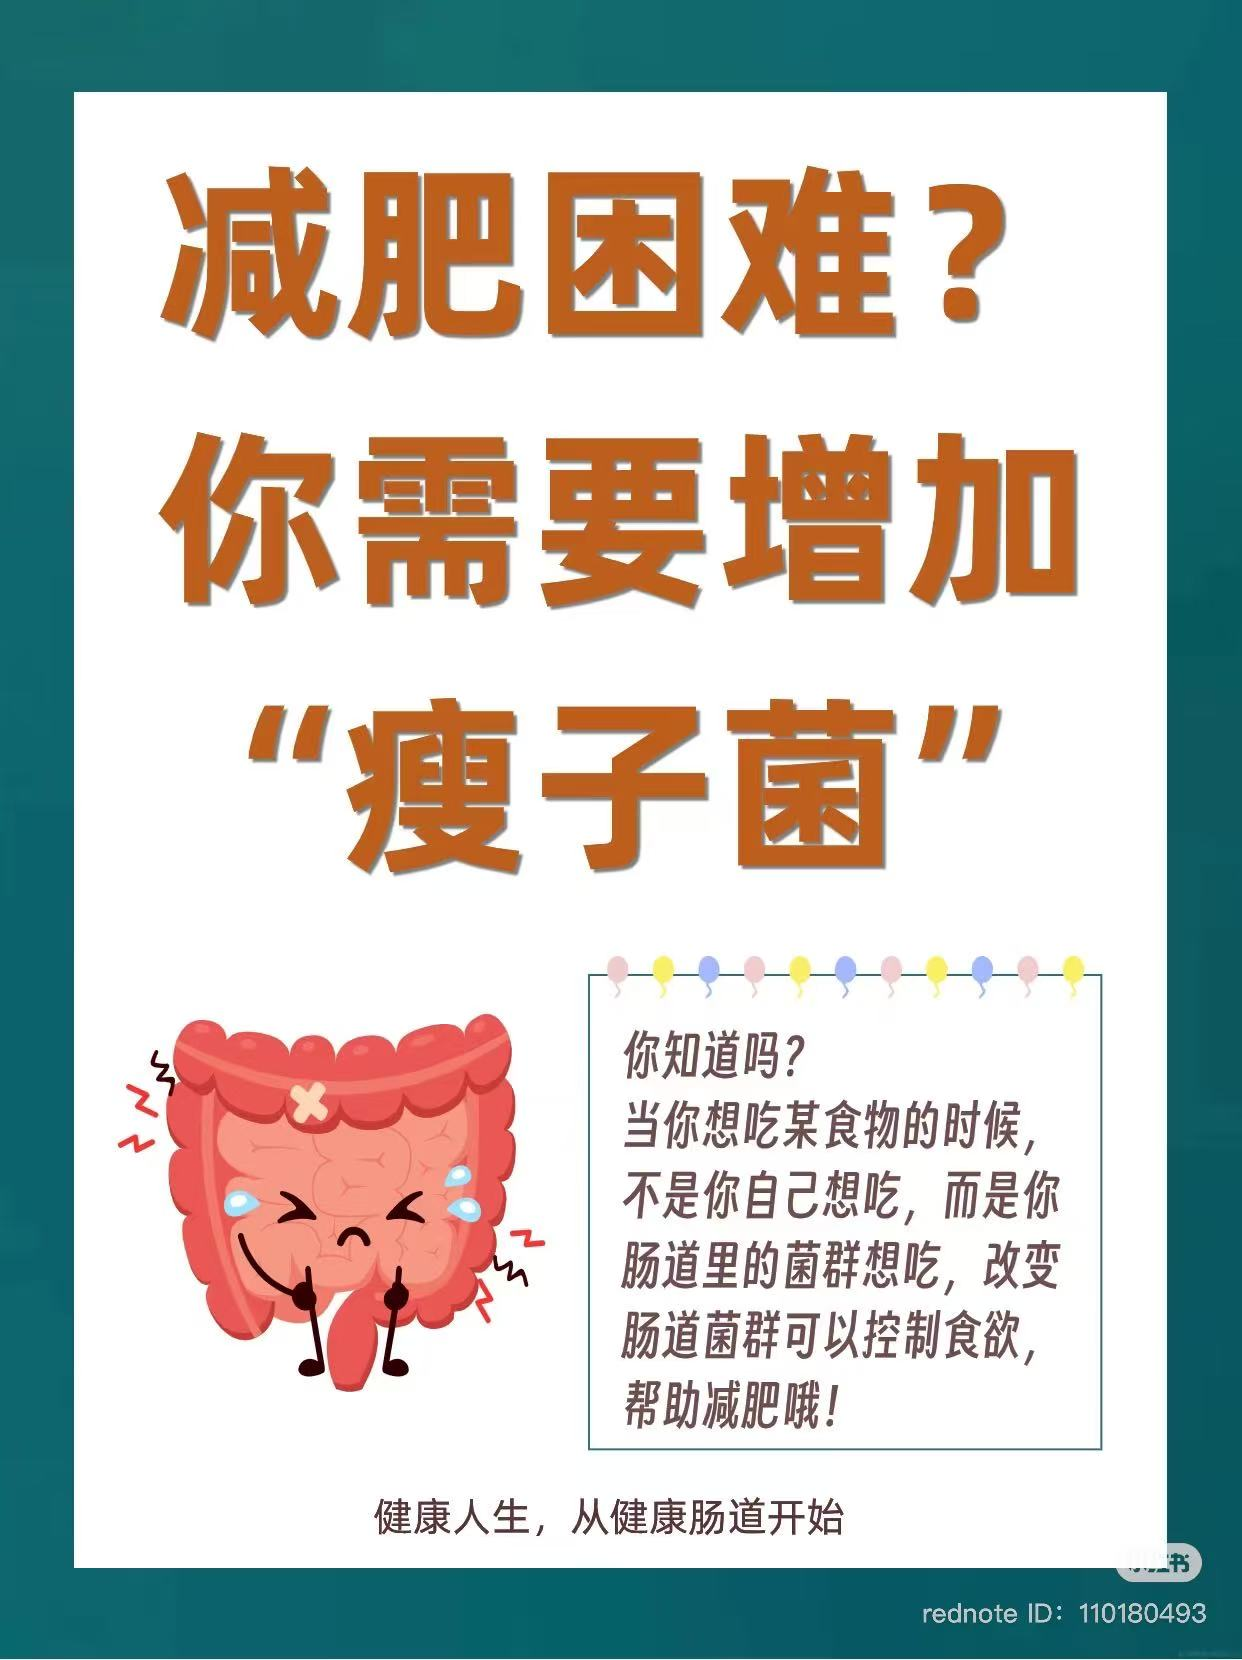 减肥困难？
你需要增加
“瘦子菌”
你知道吗？
当你想吃某食物的时候，
不是你自己想吃，而是你
肠道里的菌群想吃，改变
肠道菌群可以控制食欲，
帮助减肥哦！
健康人生，从健康肠道开始
小红书
rednote ID：110180493